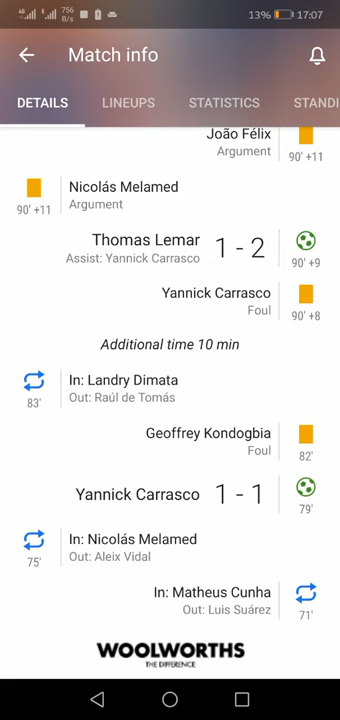 4G 756 B/s 13% 17:07
Match info
DETAILS LINEUPS STATISTICS STANDI
João Félix
Argument
90' +11
Nicolás Melamed
Argument
90' +11
Thomas Lemar 1 - 2
Assist: Yannick Carrasco
90' +9
Yannick Carrasco
Foul
90' +8
Additional time 10 min
In: Landry Dimata
Out: Raúl de Tomás
83'
Geoffrey Kondogbia
Foul
82'
Yannick Carrasco 1 - 1
79'
In: Nicolás Melamed
Out: Aleix Vidal
75'
In: Matheus Cunha
Out: Luis Suárez
71'
WOOLWORTHS
THE DIFFERENCE